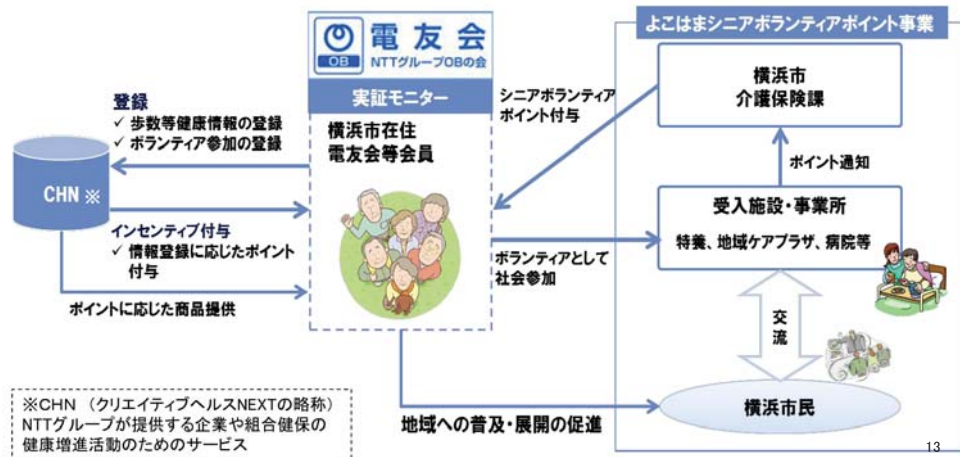 よこはまシニアボランティアポイント事業
OB
電友会
NTTグループOBの会
実証モニター
横浜市在住
電友会等会員
登録
✓ 歩数等健康情報の登録
✓ ボランティア参加の登録
CHN ※
インセンティブ付与
✓ 情報登録に応じたポイント
付与
ポイントに応じた商品提供
シニアボランティア
ポイント付与
横浜市
介護保険課
ポイント通知
受入施設・事業所
特養、地域ケアプラザ、病院等
ボランティアとして
社会参加
交流
横浜市民
地域への普及・展開の促進
※CHN （クリエイティブヘルスNEXTの略称）
NTTグループが提供する企業や組合健保の
健康増進活動のためのサービス
13